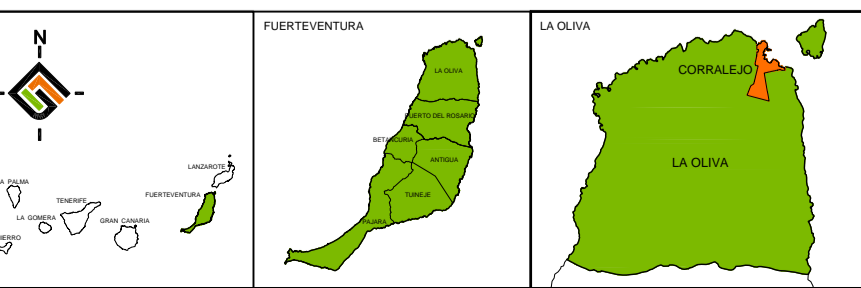 N
LANZAROTE
FUERTEVENTURA
A PALMA
TENERIFE
LA GOMERA
GRAN CANARIA
IERRO
FUERTEVENTURA
LA OLIVA
PUERTO DEL ROSARIO
BETANCURIA
ANTIGUA
TUINEJE
PAJARA
LA OLIVA
CORRALEJO
LA OLIVA